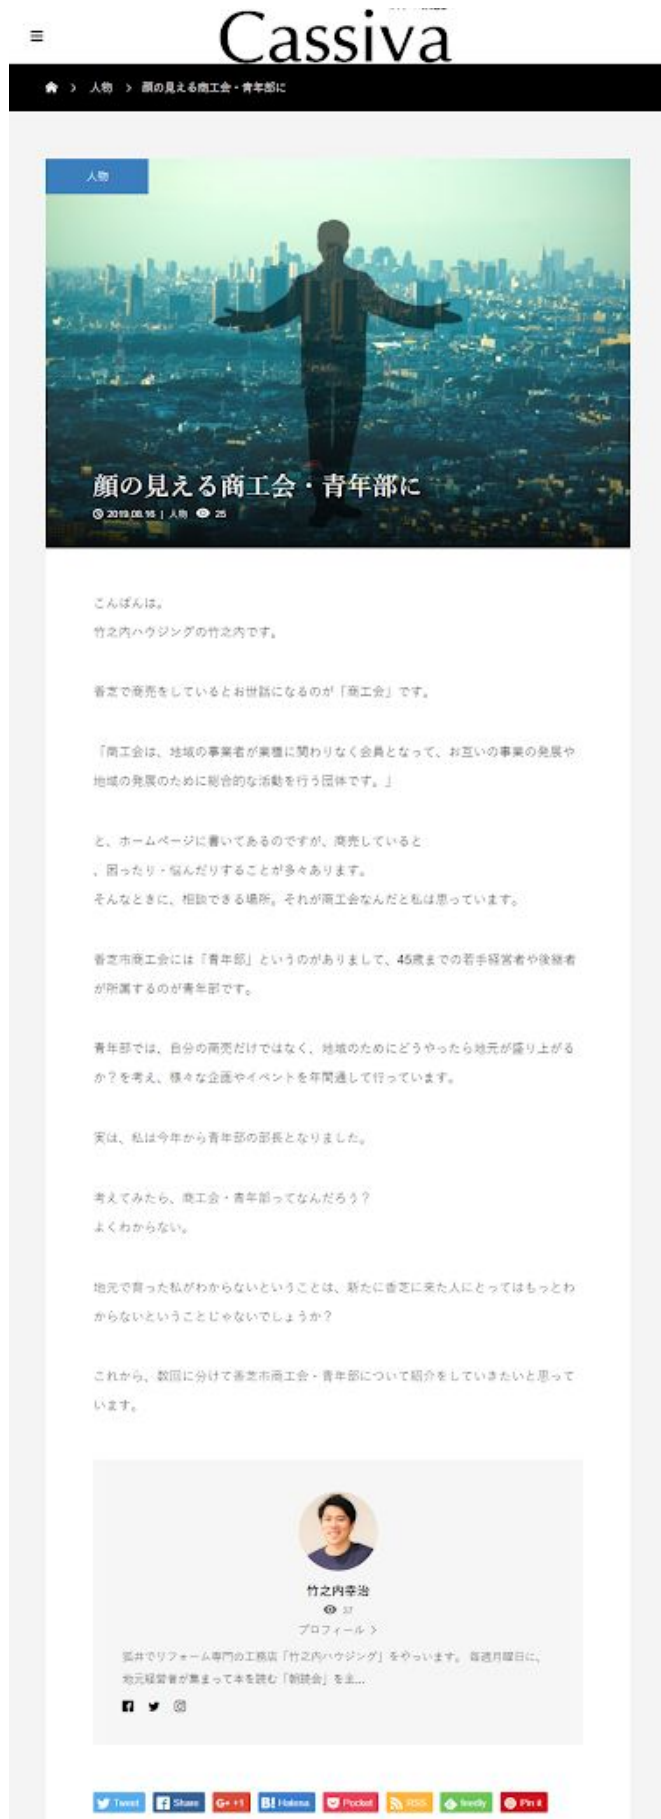 Cassiva
人物 > 顔の見える商工会・青年部に
人物
顔の見える商工会・青年部に
2019.08.16 | 人物 25
こんばんは。
竹之内ハウジングの竹之内です。
香芝で商売をしているとお世話になるのが「商工会」です。
「商工会は、地域の事業者が業種に関わりなく会員となって、お互いの事業の発展や
地域の発展のために総合的な活動を行う団体です。」
と、ホームページに書いてあるのですが、商売していると
、困ったり・悩んだりすることが多々あります。
そんなときに、相談できる場所。それが商工会なんだと私は思っています。
香芝市商工会には「青年部」というのがありまして、45歳までの若手経営者や後継者
が所属するのが青年部です。
青年部では、自分の商売だけではなく、地域のためにどうやったら地元が盛り上がる
か？を考え、様々な企画やイベントを年間通して行っています。
実は、私は今年から青年部の部長となりました。
考えてみたら、商工会・青年部ってなんだろう？
よくわからない。
地元で育った私がわからないということは、新たに香芝に来た人にとってはもっとわ
からないということじゃないでしょうか？
これから、数回に分けて香芝市商工会・青年部について紹介をしていきたいと思って
います。
竹之内幸治
37
プロフィール >
狐井でリフォーム専門の工務店「竹之内ハウジング」をやっいます。 毎週月曜日に、
地元経営者が集まって本を読む「朝読会」を主...
Tweet Share G+ +1 B! Hatena Pocket RSS feedly Pin it